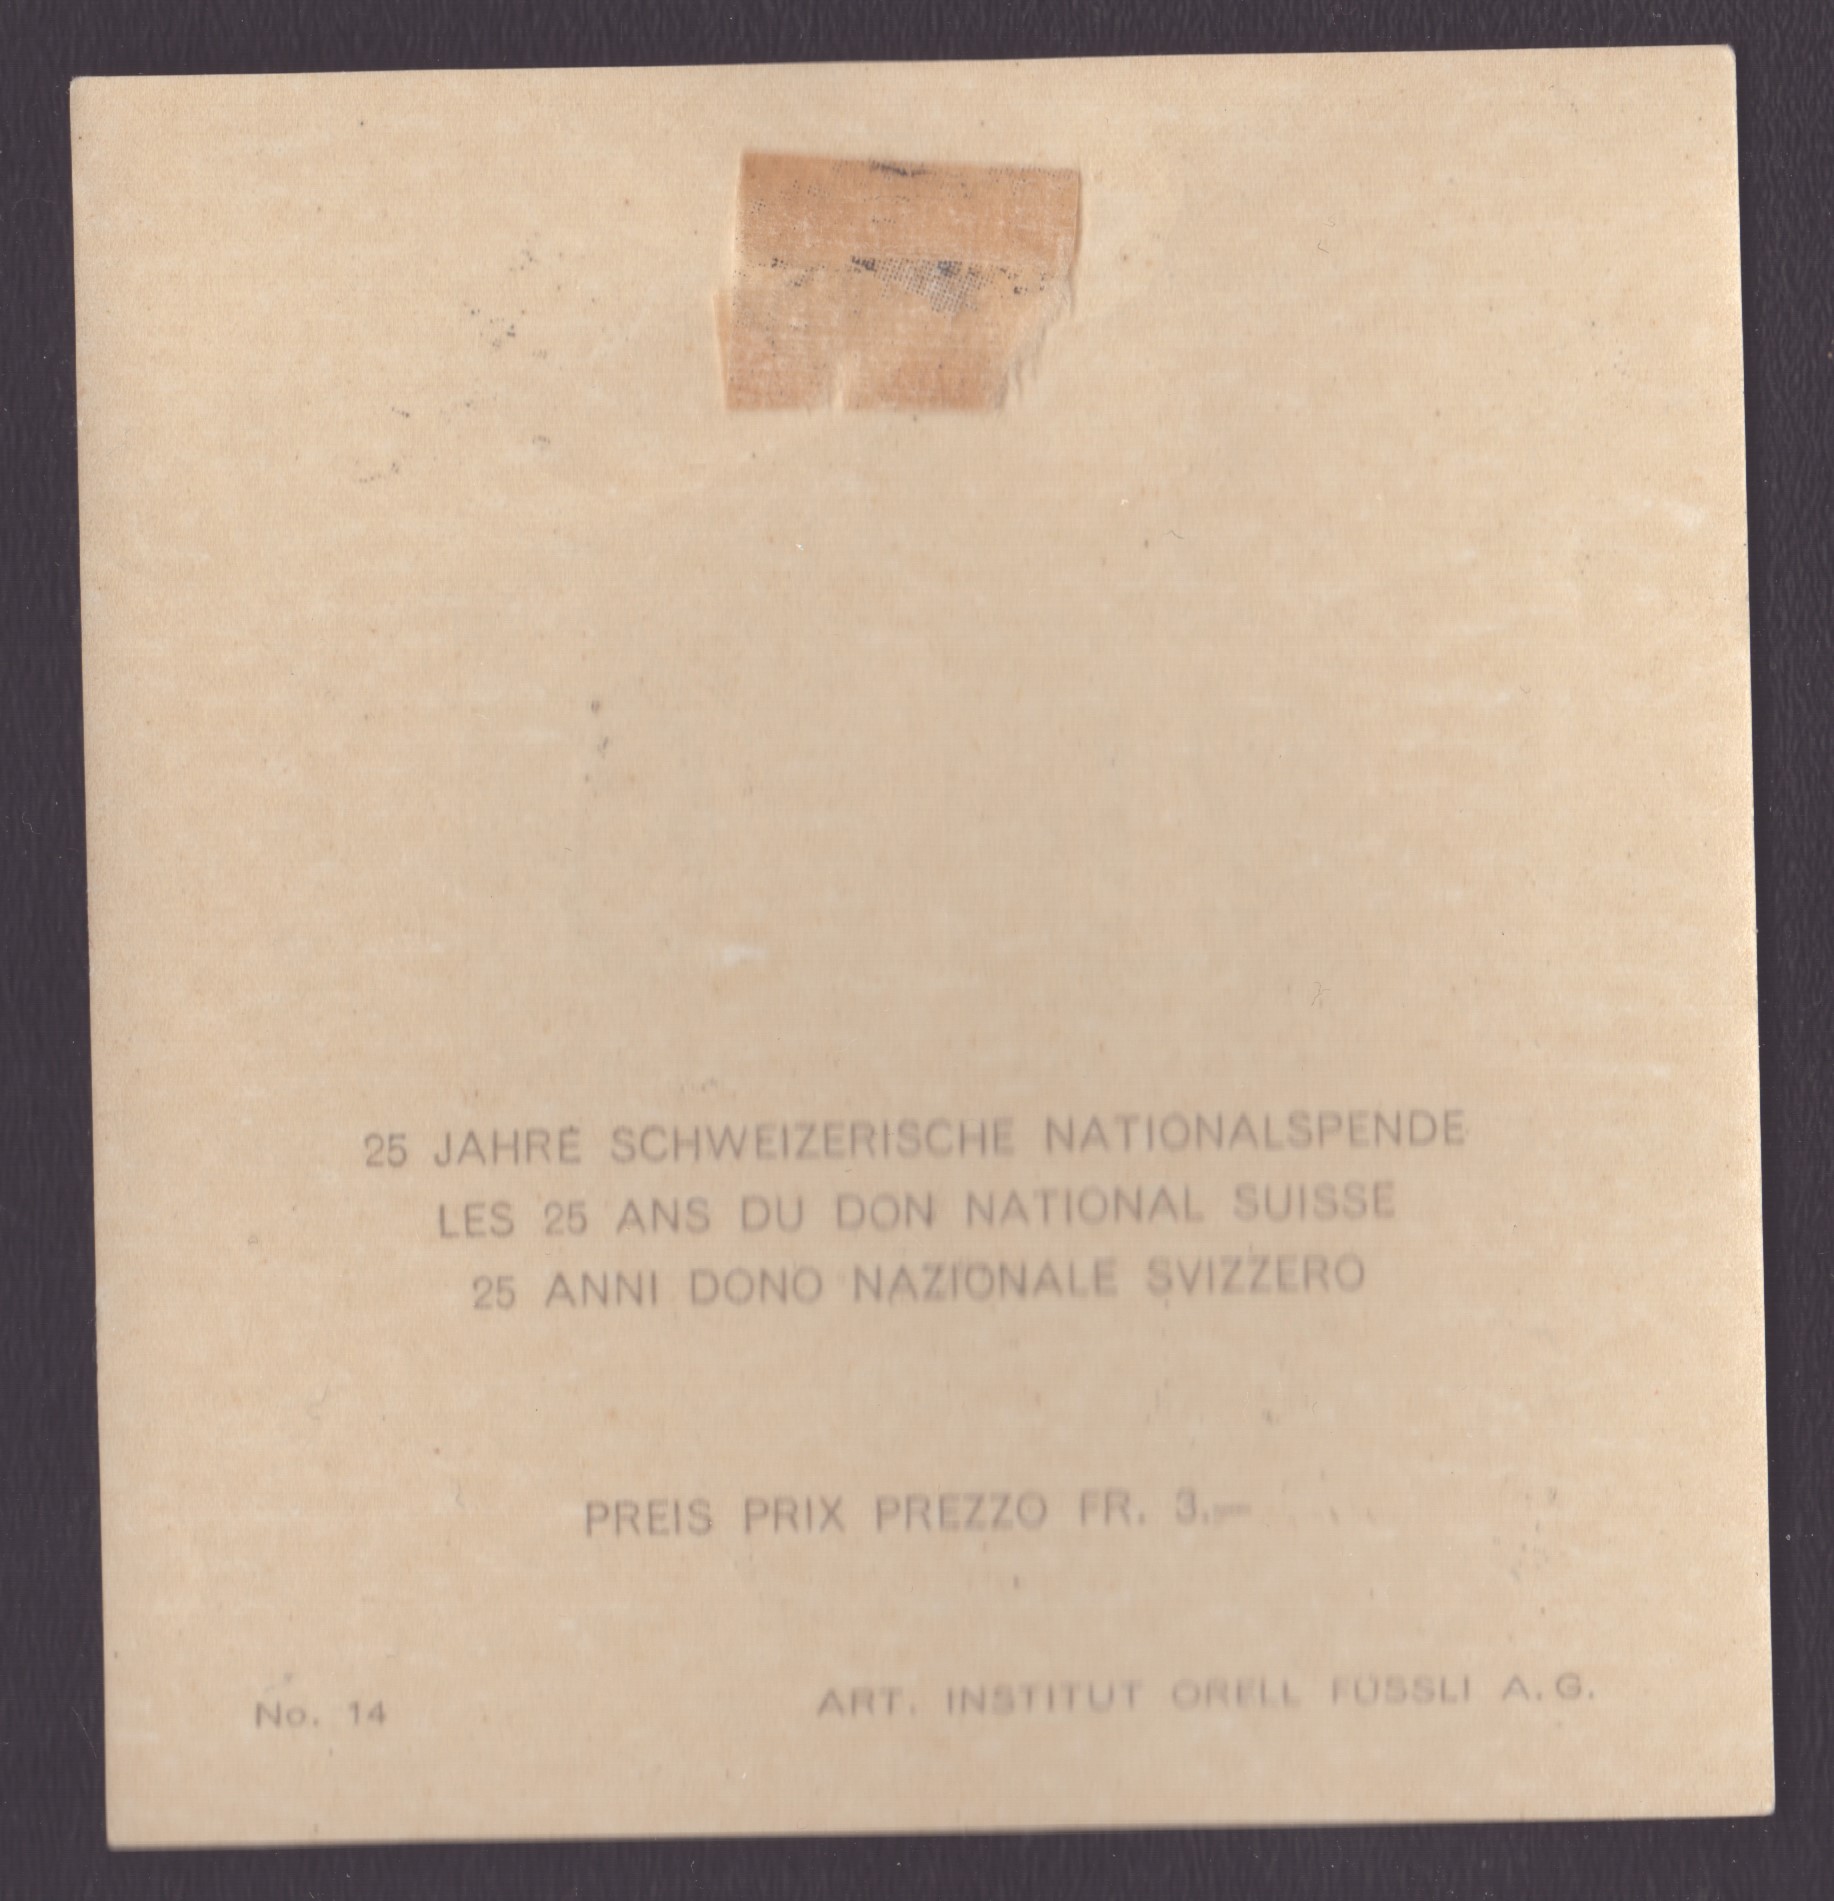 25 JAHRE SCHWEIZERISCHE NATIONALSPENDE
LES 25 ANS DU DON NATIONAL SUISSE
25 ANNI DONO NAZIONALE SVIZZERO
PREIS PRIX PREZZO FR. 3.—
No. 14
ART. INSTITUT ORELL FÜSSLI A.G.